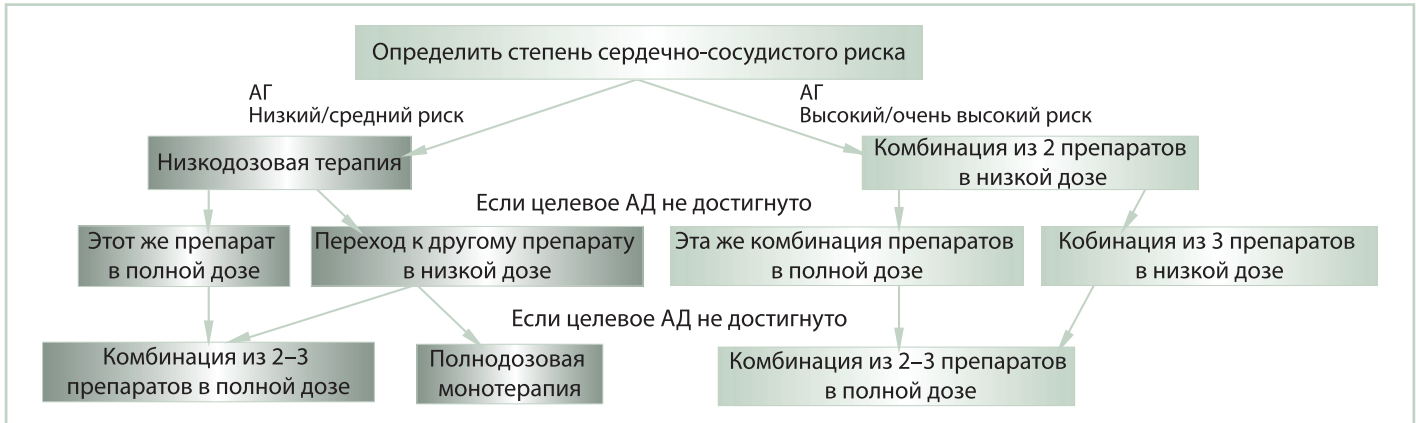 Определить степень сердечно-сосудистого риска
АГ
Низкий/средний риск
АГ
Высокий/очень высокий риск
Низкодозовая терапия
Комбинация из 2 препаратов
в низкой дозе
Если целевое АД не достигнуто
Этот же препарат
в полной дозе
Переход к другому препарату
в низкой дозе
Эта же комбинация препаратов
в полной дозе
Кобинация из 3 препаратов
в низкой дозе
Если целевое АД не достигнуто
Комбинация из 2–3
препаратов в полной дозе
Полнодозовая
монотерапия
Комбинация из 2–3 препаратов
в полной дозе